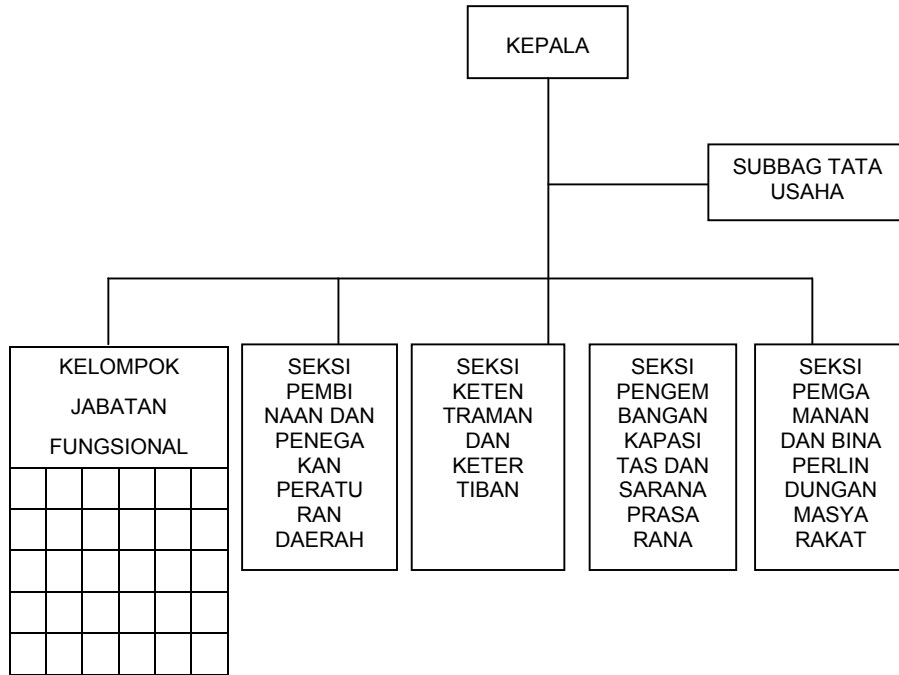 KEPALA
SUBBAG TATA
USAHA
KELOMPOK
JABATAN
FUNGSIONAL
SEKSI
PEMBI
NAAN DAN
PENEGA
KAN
PERATU
RAN
DAERAH
SEKSI
KETEN
TRAMAN
DAN
KETER
TIBAN
SEKSI
PENGEM
BANGAN
KAPASI
TAS DAN
SARANA
PRASA
RANA
SEKSI
PEMGA
MANAN
DAN BINA
PERLIN
DUNGAN
MASYA
RAKAT